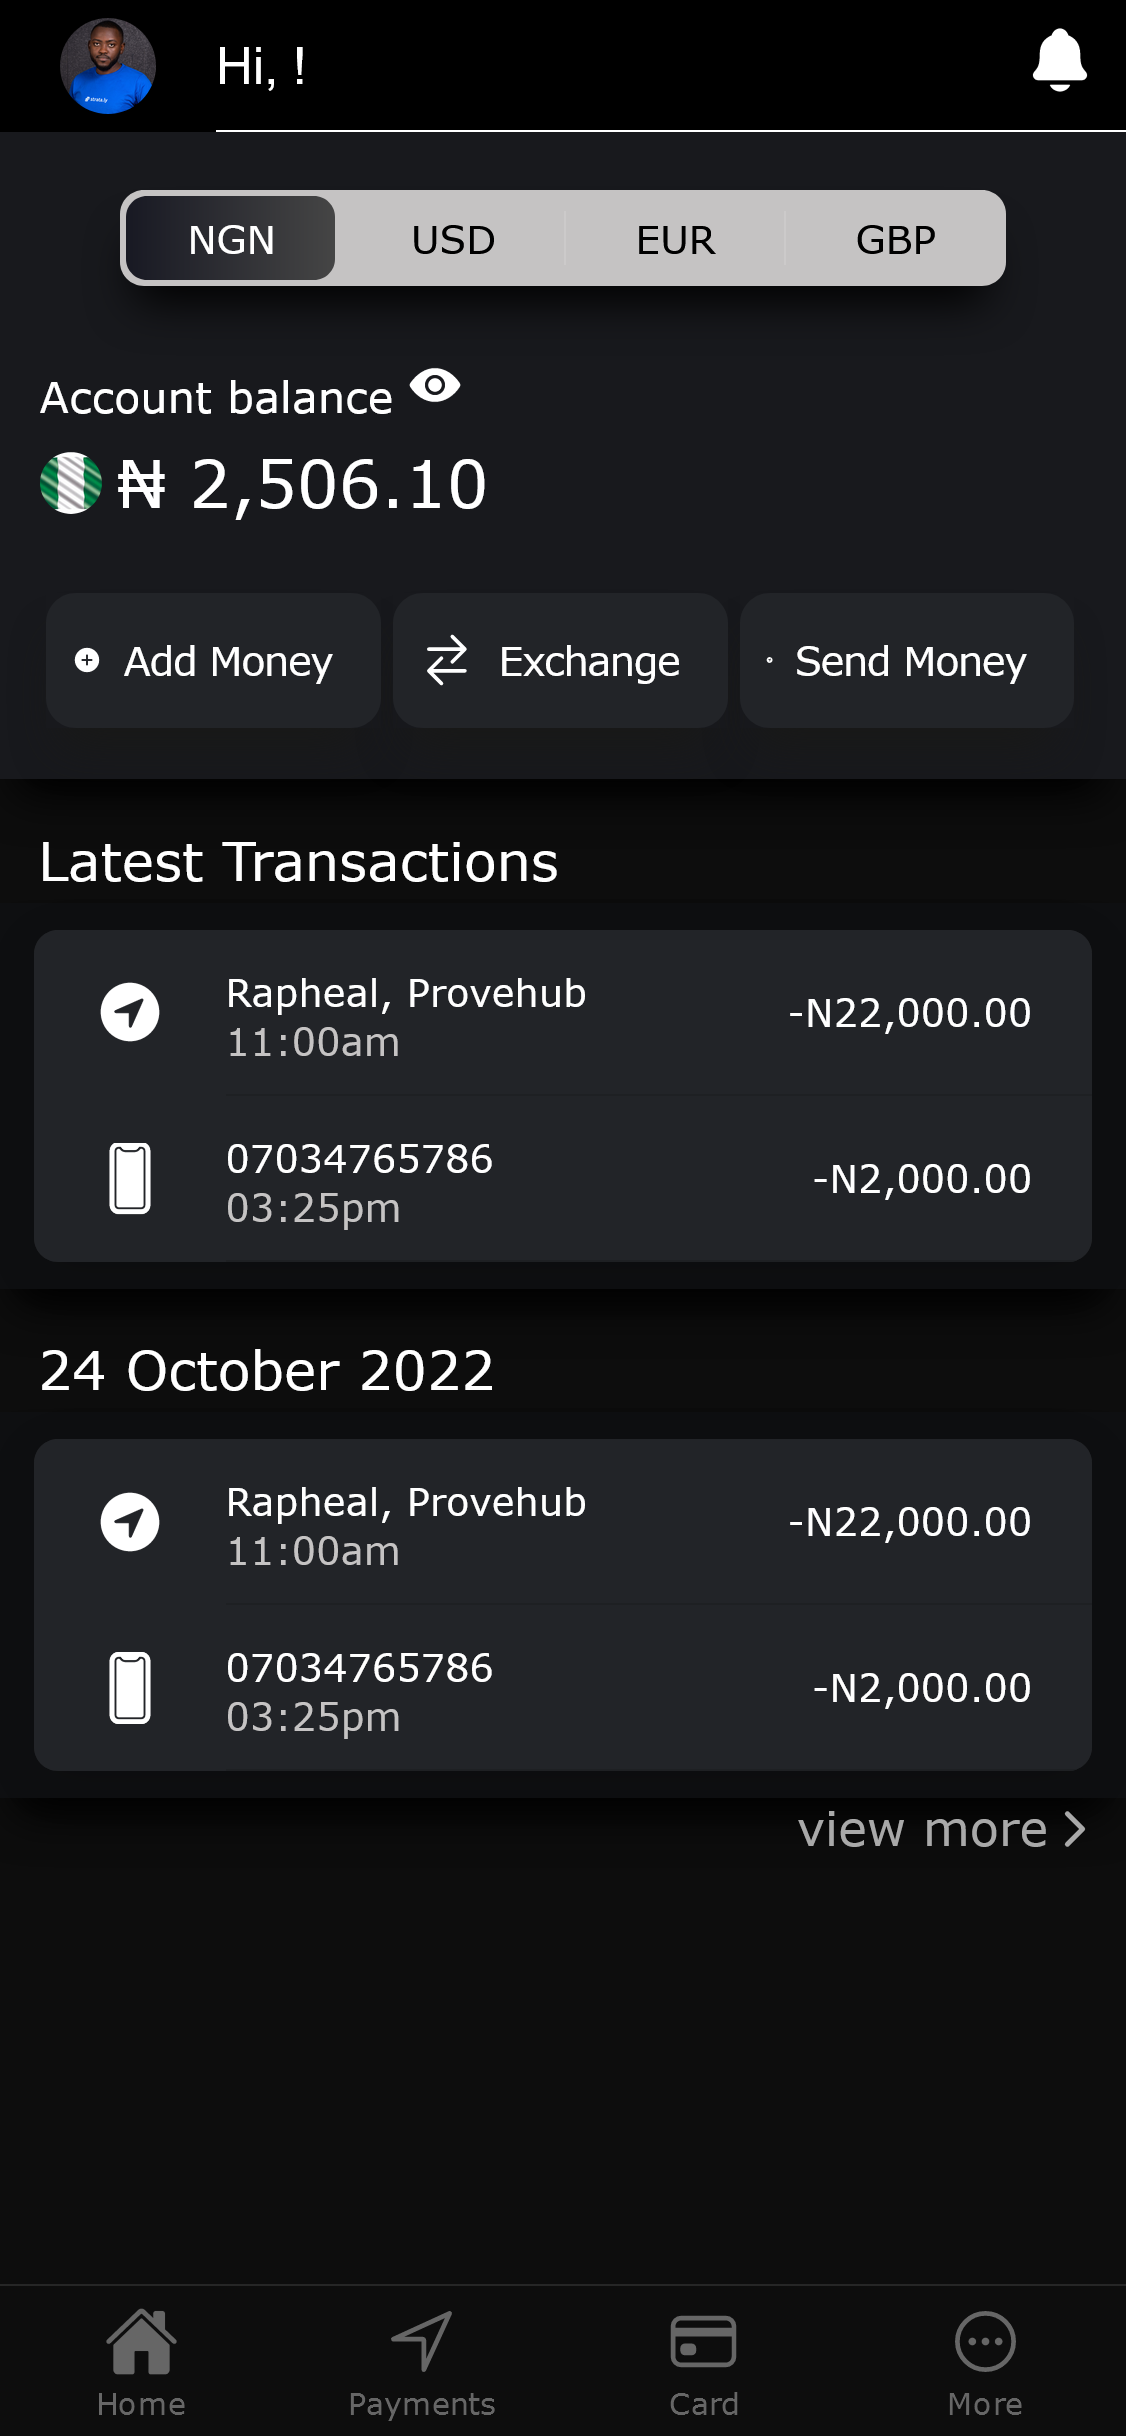 Hi, !
strata.ly
NGN USD EUR GBP
Account balance
₦ 2,506.10
Add Money Exchange Send Money
Latest Transactions
Rapheal, Provehub -N22,000.00
11:00am
07034765786 -N2,000.00
03:25pm
24 October 2022
Rapheal, Provehub -N22,000.00
11:00am
07034765786 -N2,000.00
03:25pm
view more
Home Payments Card More